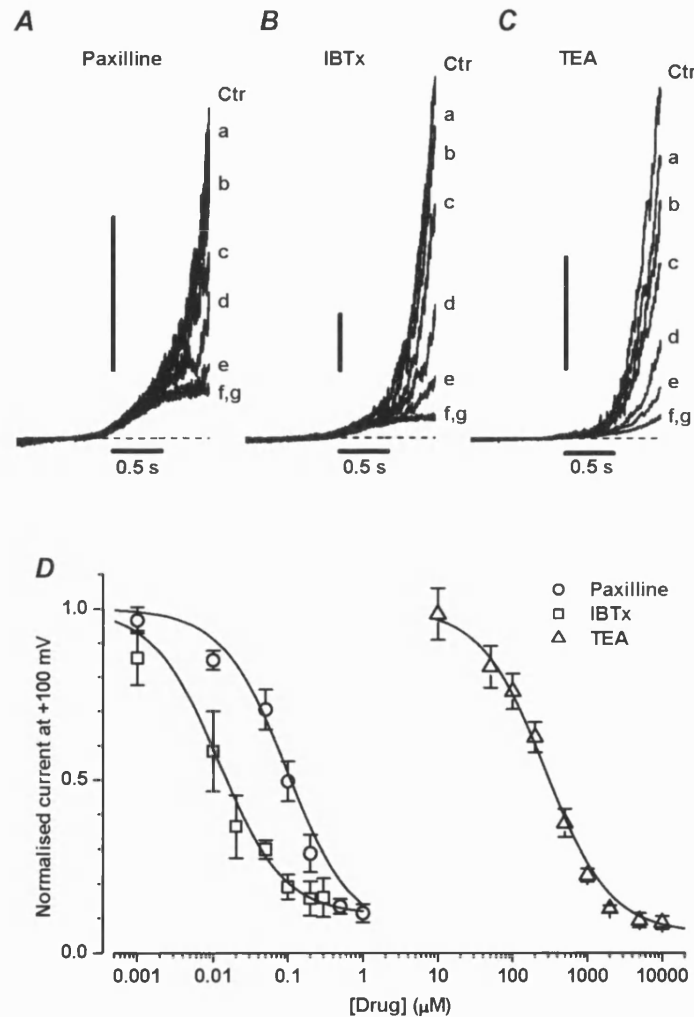 A
B
C
Paxilline
IBTx
TEA
Ctr
a
b
c
d
e
f,g
0.5 s
Ctr
a
b
c
d
e
f,g
0.5 s
Ctr
a
b
c
d
e
f,g
0.5 s
D
Paxilline
IBTx
TEA
Normalised current at +100 mV
1.0
0.5
0.0
0.001 0.01 0.1 1 10 100 1000 10000
[Drug] (μM)